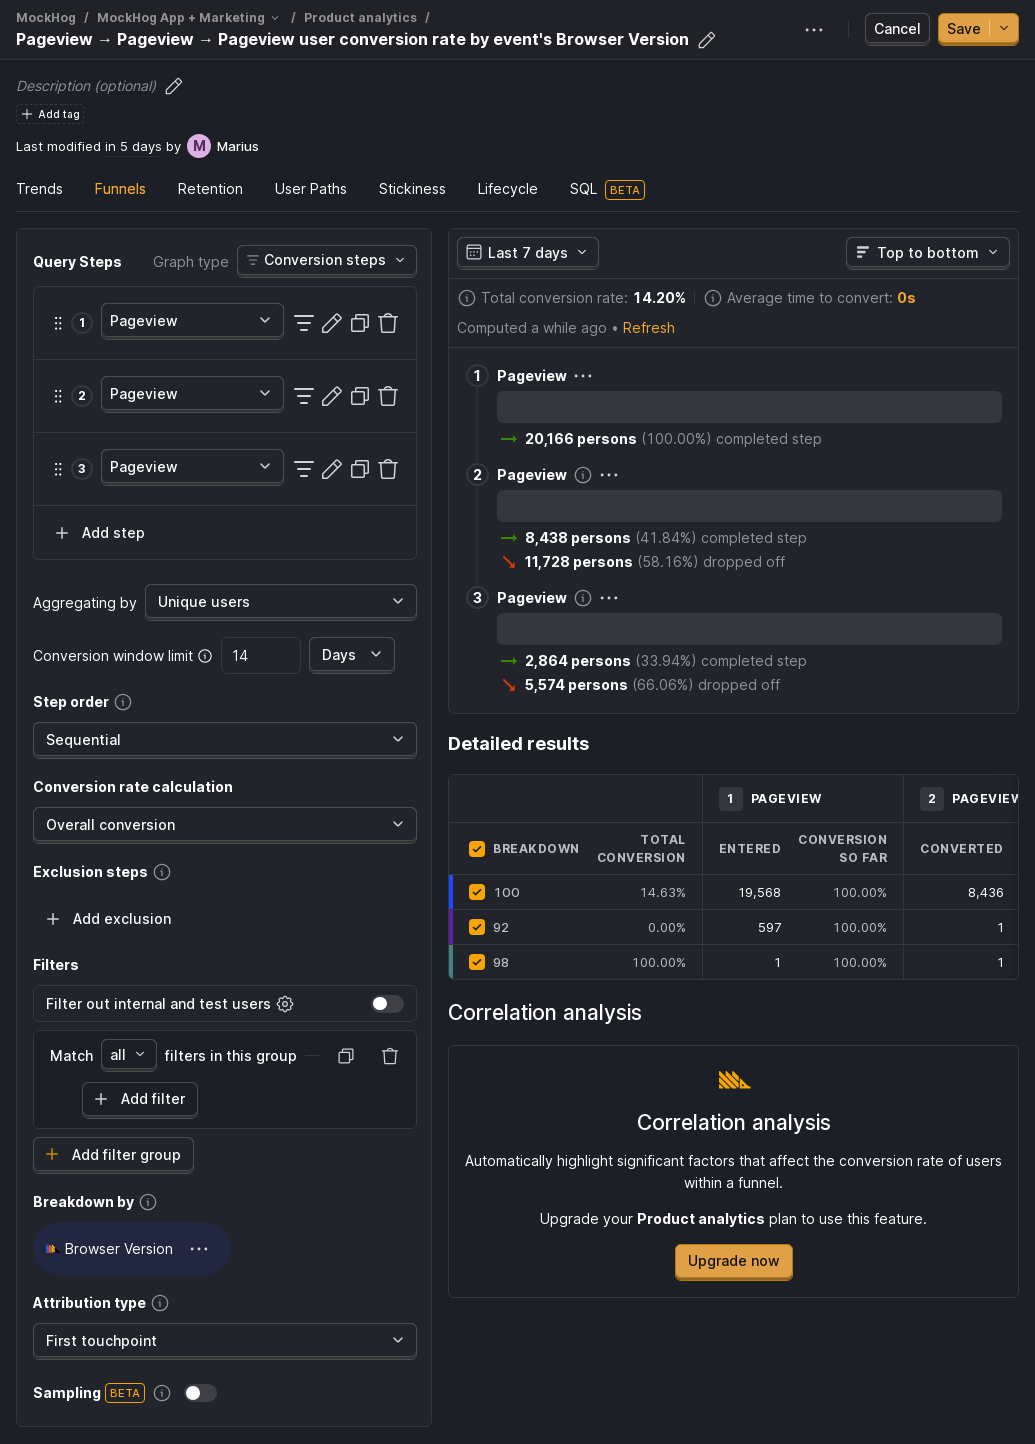 MockHog / MockHog App + Marketing / Product analytics /
Pageview → Pageview → Pageview user conversion rate by event's Browser Version
Cancel
Save
Description (optional)
Add tag
Last modified in 5 days by M Marius
Trends Funnels Retention User Paths Stickiness Lifecycle SQL BETA
Query Steps Graph type Conversion steps
1 Pageview
2 Pageview
3 Pageview
Add step
Aggregating by Unique users
Conversion window limit 14 Days
Step order
Sequential
Conversion rate calculation
Overall conversion
Exclusion steps
Add exclusion
Filters
Filter out internal and test users
Match all filters in this group
Add filter
Add filter group
Breakdown by
Browser Version
Attribution type
First touchpoint
Sampling BETA
Last 7 days Top to bottom
Total conversion rate: 14.20% Average time to convert: 0s
Computed a while ago • Refresh
1 Pageview
20,166 persons (100.00%) completed step
2 Pageview
8,438 persons (41.84%) completed step
11,728 persons (58.16%) dropped off
3 Pageview
2,864 persons (33.94%) completed step
5,574 persons (66.06%) dropped off
Detailed results
1 PAGEVIEW 2 PAGEVIEW
BREAKDOWN TOTAL CONVERSION ENTERED CONVERSION SO FAR CONVERTED
100 14.63% 19,568 100.00% 8,436
92 0.00% 597 100.00% 1
98 100.00% 1 100.00% 1
Correlation analysis
Correlation analysis
Automatically highlight significant factors that affect the conversion rate of users
within a funnel.
Upgrade your Product analytics plan to use this feature.
Upgrade now